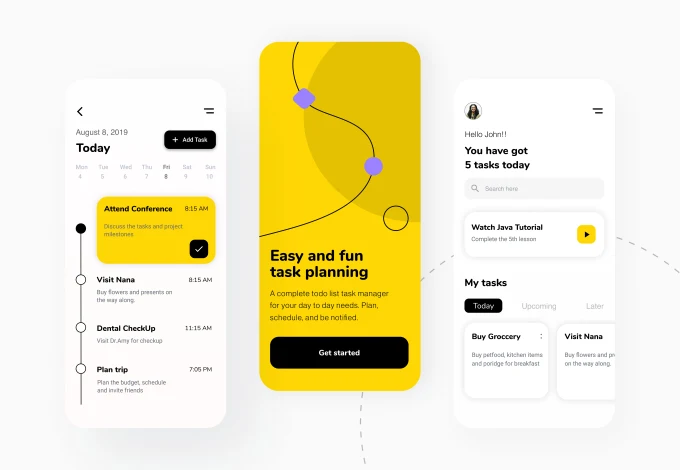 August 8, 2019
Today
+ Add Task
Mon Tue Wed Thu Fri Sat Sun
4 5 6 7 8 9 10
Attend Conference 8:15 AM
Discuss the tasks and project
milestones
Visit Nana 8:15 AM
Buy flowers and presents on
the way along.
Dental CheckUp 11:15 AM
Visit Dr.Amy for checkup
Plan trip 7:05 PM
Plan the budget, schedule
and invite friends
Easy and fun
task planning
A complete todo list task manager
for your day to day needs. Plan,
schedule, and be notified.
Get started
Hello John!!
You have got
5 tasks today
Search here
Watch Java Tutorial
Complete the 5th lesson
My tasks
Today Upcoming Later
Buy Groccery
Buy petfood, kitchen items
and poridge for breakfast
Visit Nana
Buy flowers and pr
on the way along.